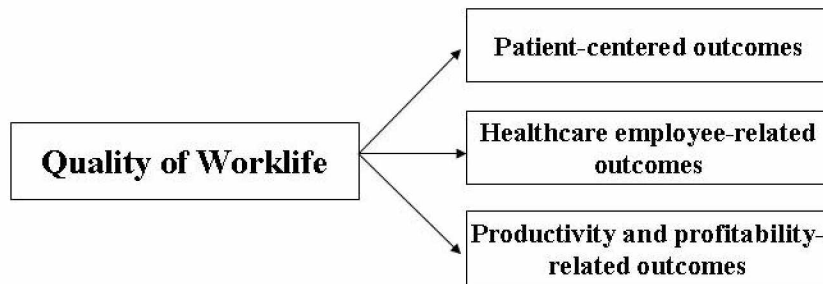 Quality of Worklife
Patient-centered outcomes
Healthcare employee-related
outcomes
Productivity and profitability-
related outcomes